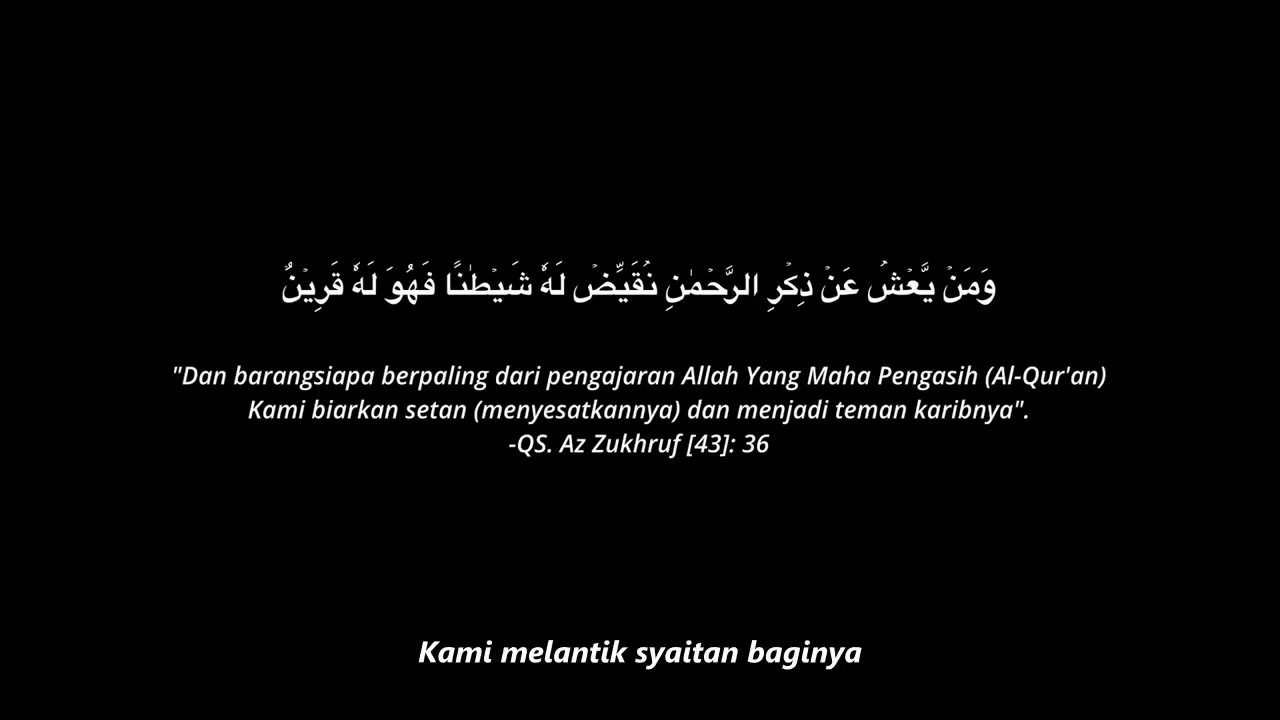 وَمَنۡ يَّعۡشُ عَنۡ ذِكۡرِ الرَّحۡمٰنِ نُقَيِّضۡ لَهٗ شَيۡطٰنًا فَهُوَ لَهٗ قَرِيۡنٌ
"Dan barangsiapa berpaling dari pengajaran Allah Yang Maha Pengasih (Al-Qur'an)
Kami biarkan setan (menyesatkannya) dan menjadi teman karibnya".
-QS. Az Zukhruf [43]: 36
Kami melantik syaitan baginya